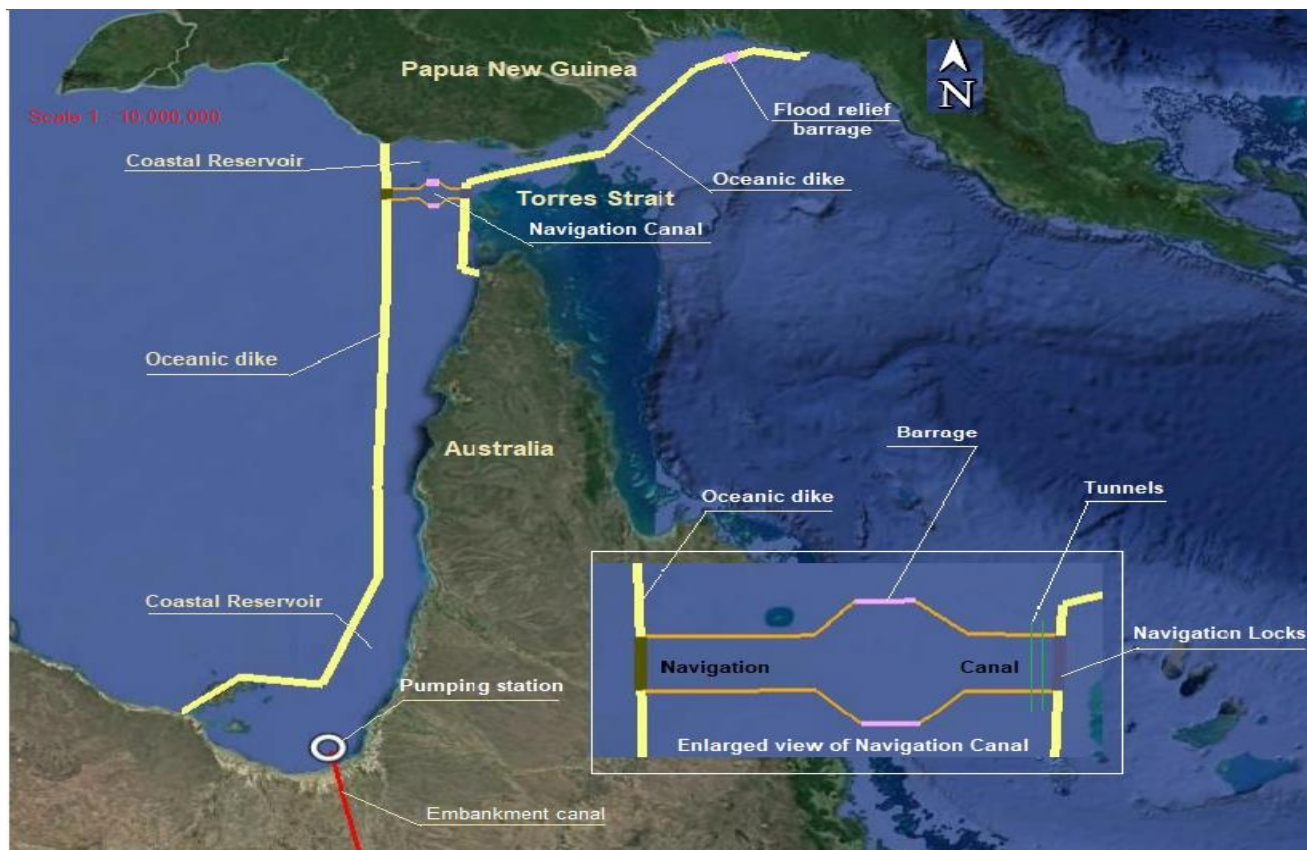 Papua New Guinea
N
Scale 1 : 10,000,000
Flood relief
barrage
Coastal Reservoir
Oceanic dike
Torres Strait
Navigation Canal
Oceanic dike
Barrage
Australia
Oceanic dike
Tunnels
Coastal Reservoir
Navigation Locks
Navigation Canal
Pumping station
Enlarged view of Navigation Canal
Embankment canal